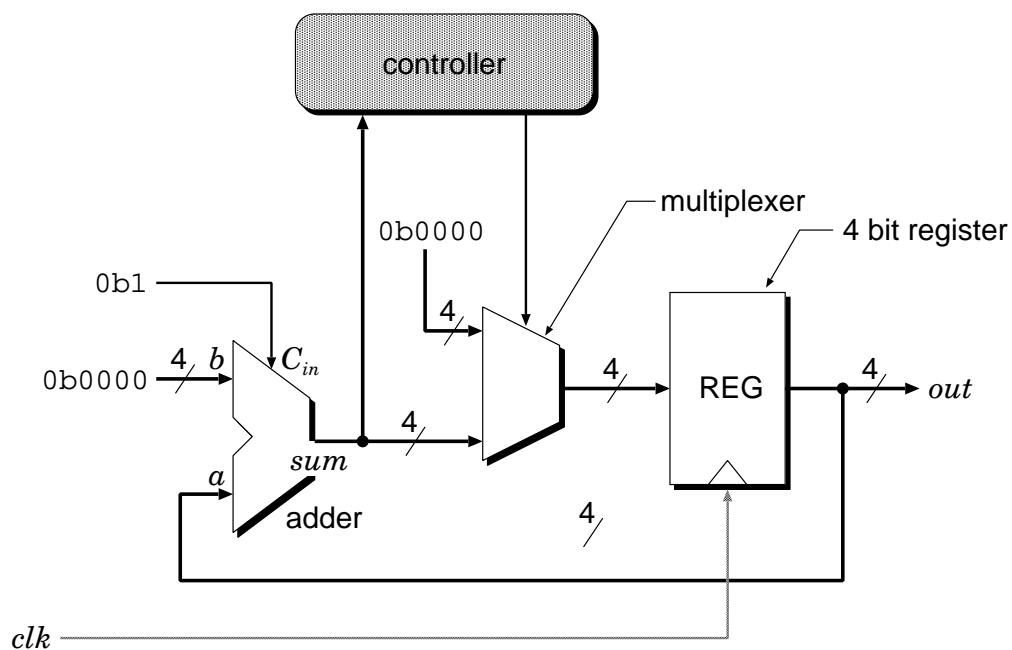 controller
multiplexer
0b0000
4 bit register
0b1
4
4
b
C_in
0b0000
4
4
REG
out
4
sum
a
adder
4
clk